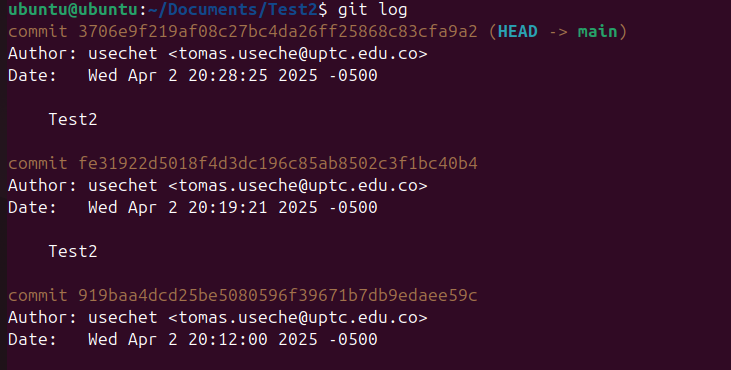 ubuntu@ubuntu:~/Documents/Test2$ git log
commit 3706e9f219af08c27bc4da26ff25868c83cfa9a2 (HEAD -> main)
Author: usechet <tomas.useche@uptc.edu.co>
Date:   Wed Apr 2 20:28:25 2025 -0500
Test2
commit fe31922d5018f4d3dc196c85ab8502c3f1bc40b4
Author: usechet <tomas.useche@uptc.edu.co>
Date:   Wed Apr 2 20:19:21 2025 -0500
Test2
commit 919baa4dcd25be5080596f39671b7db9edaee59c
Author: usechet <tomas.useche@uptc.edu.co>
Date:   Wed Apr 2 20:12:00 2025 -0500